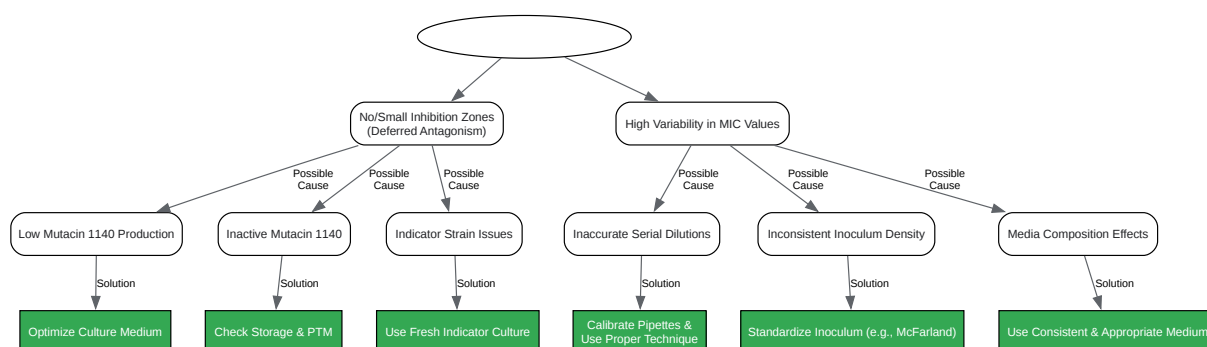 No/Small Inhibition Zones
(Deferred Antagonism)
High Variability in MIC Values
Possible
Cause
Possible
Cause
Possible
Cause
Possible
Cause
Possible
Cause
Possible
Cause
Low Mutacin 1140 Production
Inactive Mutacin 1140
Indicator Strain Issues
Inaccurate Serial Dilutions
Inconsistent Inoculum Density
Media Composition Effects
Solution
Solution
Solution
Solution
Solution
Solution
Optimize Culture Medium
Check Storage & PTM
Use Fresh Indicator Culture
Calibrate Pipettes &
Use Proper Technique
Standardize Inoculum (e.g., McFarland)
Use Consistent & Appropriate Medium